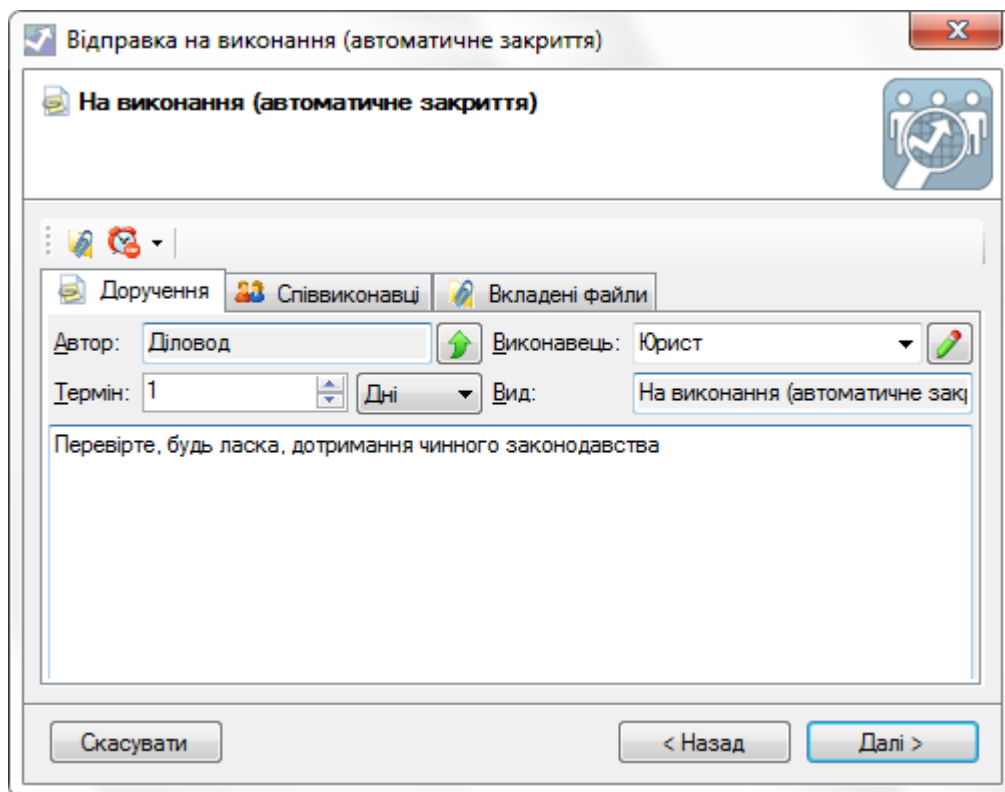 Відправка на виконання (автоматичне закриття)
На виконання (автоматичне закриття)
Доручення Співвиконавці Вкладені файли
Автор: Діловод Виконавець: Юрист
Термін: 1 Дні Вид: На виконання (автоматичне закр
Перевірте, будь ласка, дотримання чинного законодавства
Скасувати < Назад Далі >